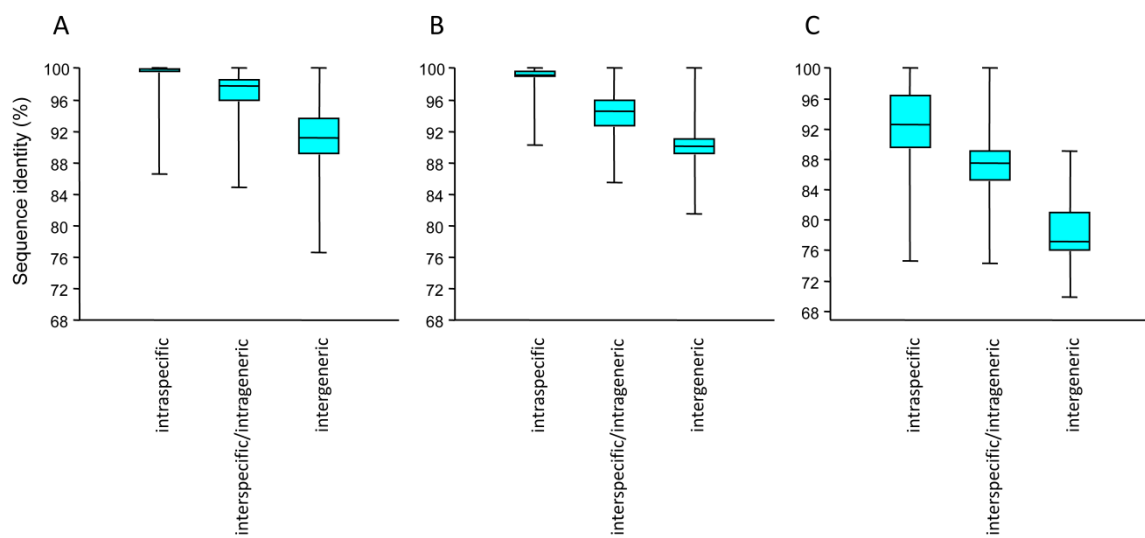 A
B
C
Sequence identity (%)
100
96
92
88
84
80
76
72
68
intraspecific
interspecific/intrageneric
intergeneric
100
96
92
88
84
80
76
72
68
intraspecific
interspecific/intrageneric
intergeneric
100
96
92
88
84
80
76
72
68
intraspecific
interspecific/intrageneric
intergeneric